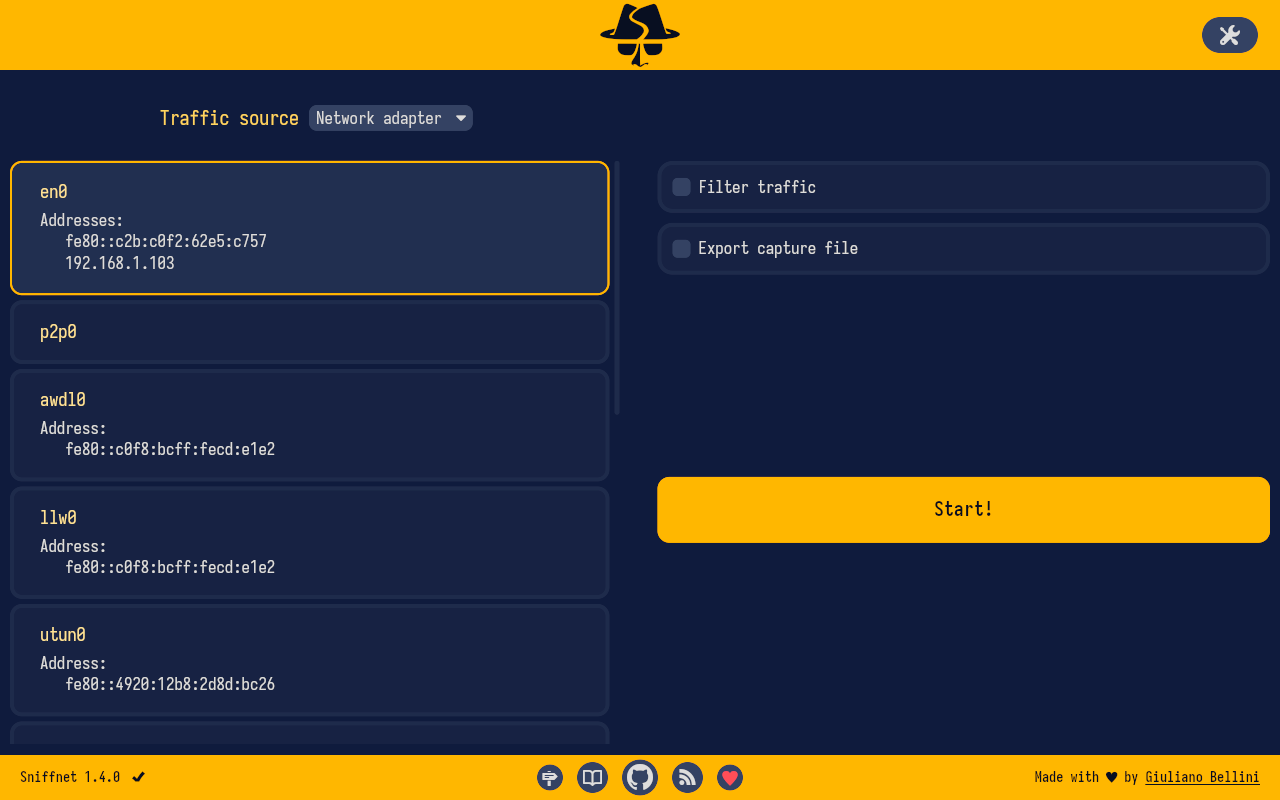 Traffic source Network adapter
en0
Addresses:
fe80::c2b:c0f2:62e5:c757
192.168.1.103
p2p0
awdl0
Address:
fe80::c0f8:bcff:fecd:e1e2
llw0
Address:
fe80::c0f8:bcff:fecd:e1e2
utun0
Address:
fe80::4920:12b8:2d8d:bc26
Filter traffic
Export capture file
Start!
Sniffnet 1.4.0 ✔
Made with ♥ by Giuliano Bellini